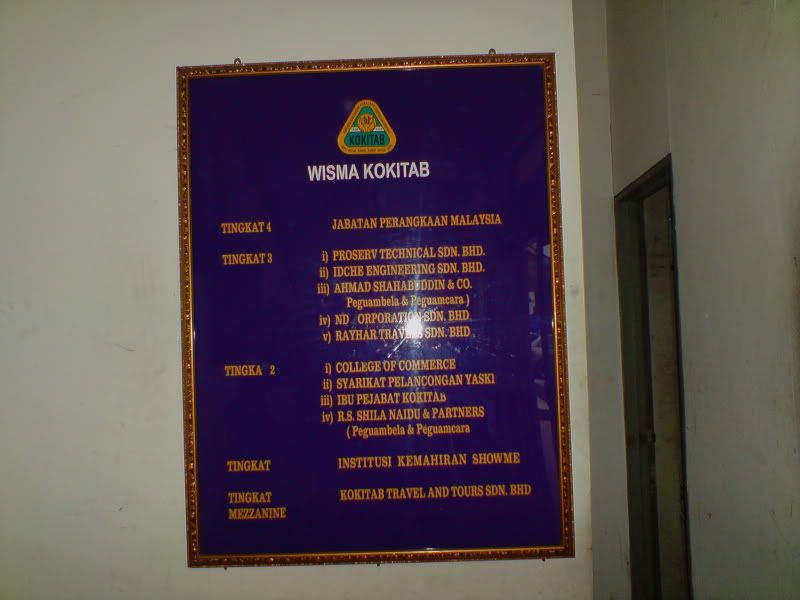 KOKITAB
WISMA KOKITAB
TINGKAT 4 JABATAN PERANGKAAN MALAYSIA
TINGKAT 3 i) PROSERV TECHNICAL SDN. BHD.
ii) IDCHE ENGINEERING SDN. BHD.
iii) AHMAD SHAHABUDDIN & CO.
Peguambela & Peguamcara )
iv) ND ORPORATION SDN. BHD.
v) RAYHAR TRAVELS SDN. BHD
TINGKA 2 i) COLLEGE OF COMMERCE
ii) SYARIKAT PELANCONGAN YASKI
iii) IBU PEJABAT KOKITAB
iv) R.S. SHILA NAIDU & PARTNERS
( Peguambela & Peguamcara
TINGKAT INSTITUSI KEMAHIRAN SHOWME
TINGKAT KOKITAB TRAVEL AND TOURS SDN. BHD
MEZZANINE